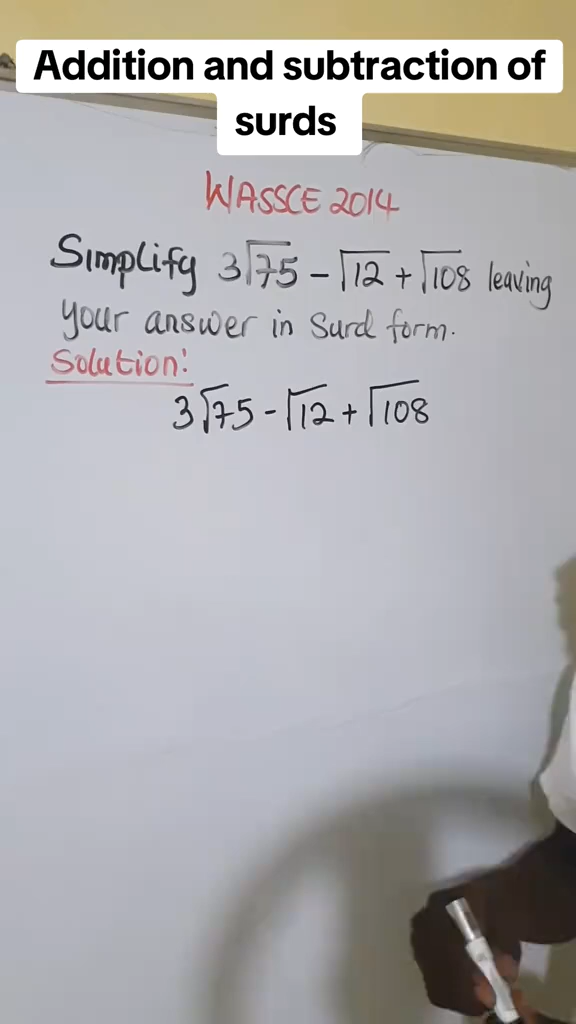 Addition and subtraction of
surds
WASSCE 2014
Simplify 3√75 - √12 + √108 leaving
your answer in surd form.
Solution:
3√75 - √12 + √108